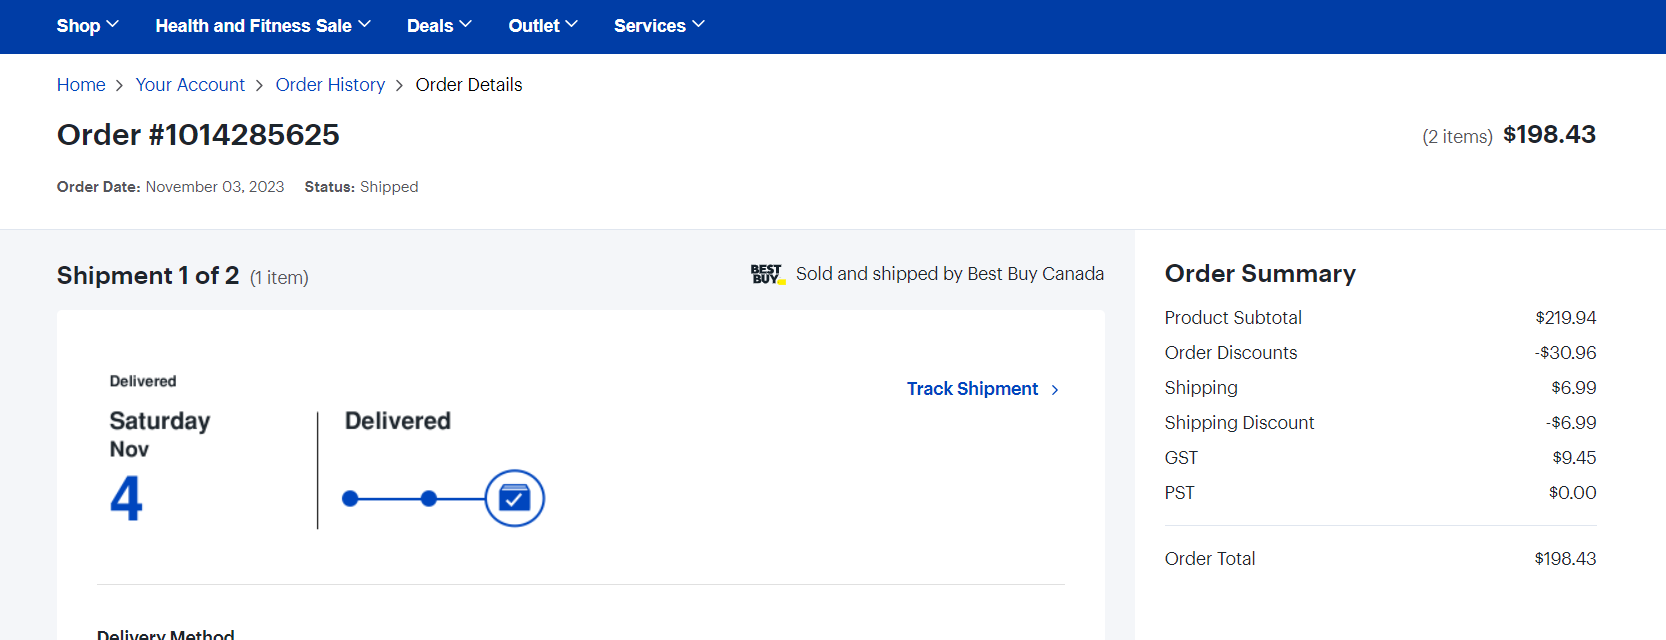 Shop Health and Fitness Sale Deals Outlet Services
Home > Your Account > Order History > Order Details
Order #1014285625
(2 items) $198.43
Order Date: November 03, 2023 Status: Shipped
Shipment 1 of 2 (1 item)
BEST BUY Sold and shipped by Best Buy Canada
Delivered
Saturday
Nov
4
Delivered
Track Shipment >
Delivery Method
Order Summary
Product Subtotal $219.94
Order Discounts -$30.96
Shipping $6.99
Shipping Discount -$6.99
GST $9.45
PST $0.00
Order Total $198.43